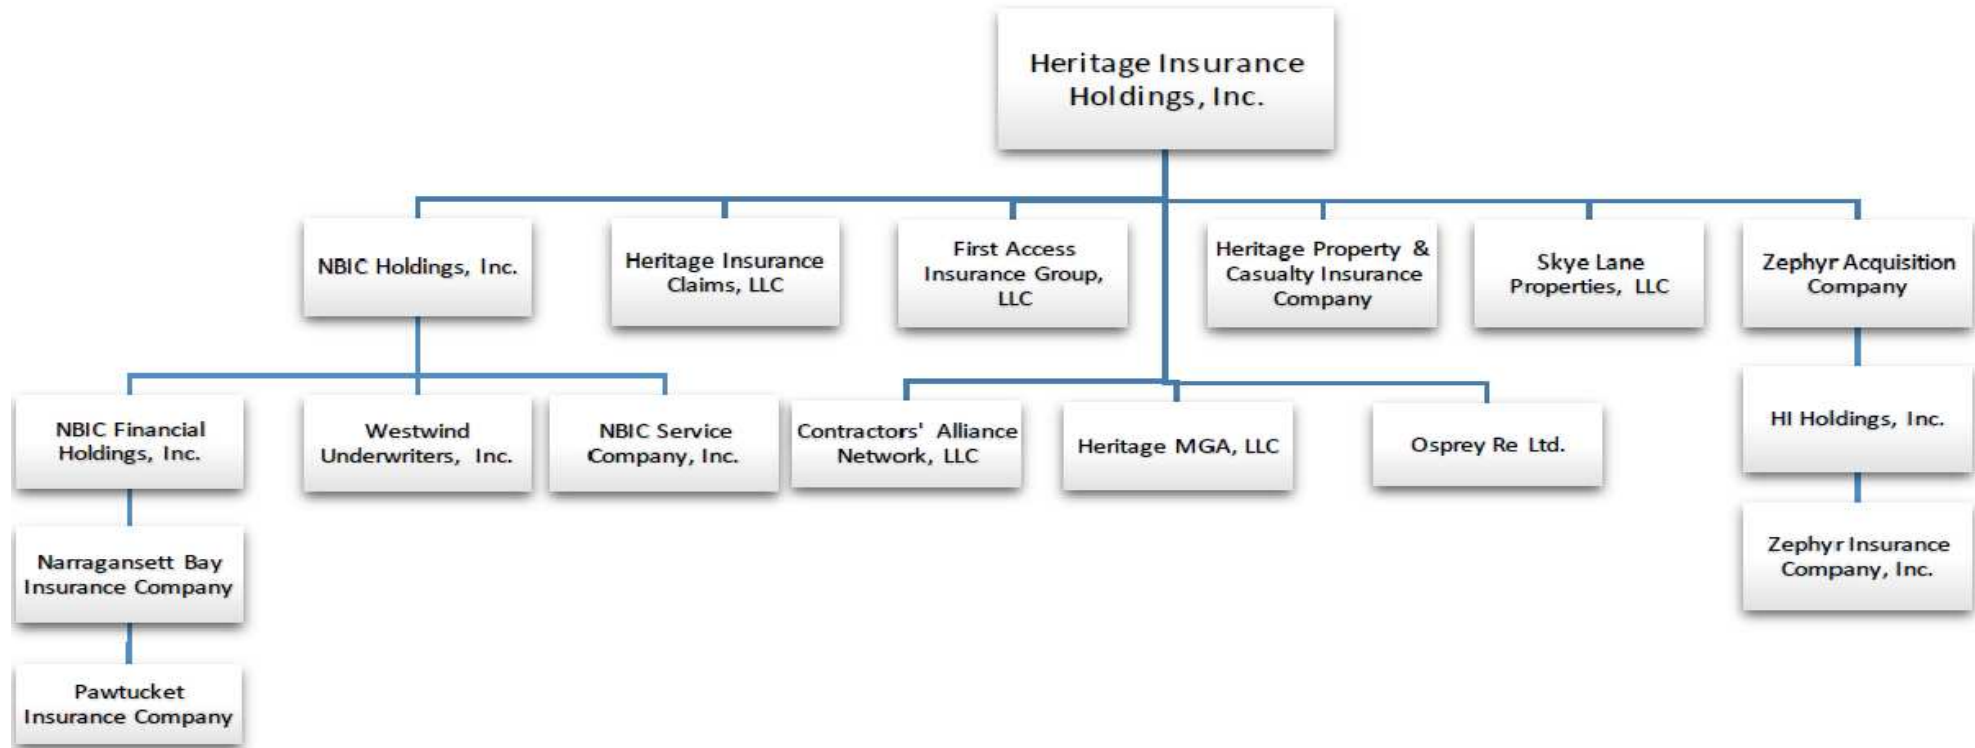 Heritage Insurance
Holdings, Inc.
NBIC Holdings, Inc.
Heritage Insurance
Claims, LLC
First Access
Insurance Group,
LLC
Heritage Property &
Casualty Insurance
Company
Skye Lane
Properties, LLC
Zephyr Acquisition
Company
NBIC Financial
Holdings, Inc.
Westwind
Underwriters, Inc.
NBIC Service
Company, Inc.
Contractors' Alliance
Network, LLC
Heritage MGA, LLC
Osprey Re Ltd.
HI Holdings, Inc.
Narragansett Bay
Insurance Company
Zephyr Insurance
Company, Inc.
Pawtucket
Insurance Company